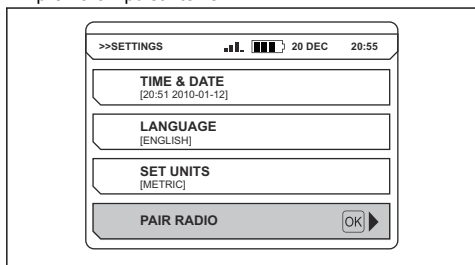 >>SETTINGS 20 DEC 20:55
TIME & DATE
[20:51 2010-01-12]
LANGUAGE
[ENGLISH]
SET UNITS
[METRIC]
PAIR RADIO OK